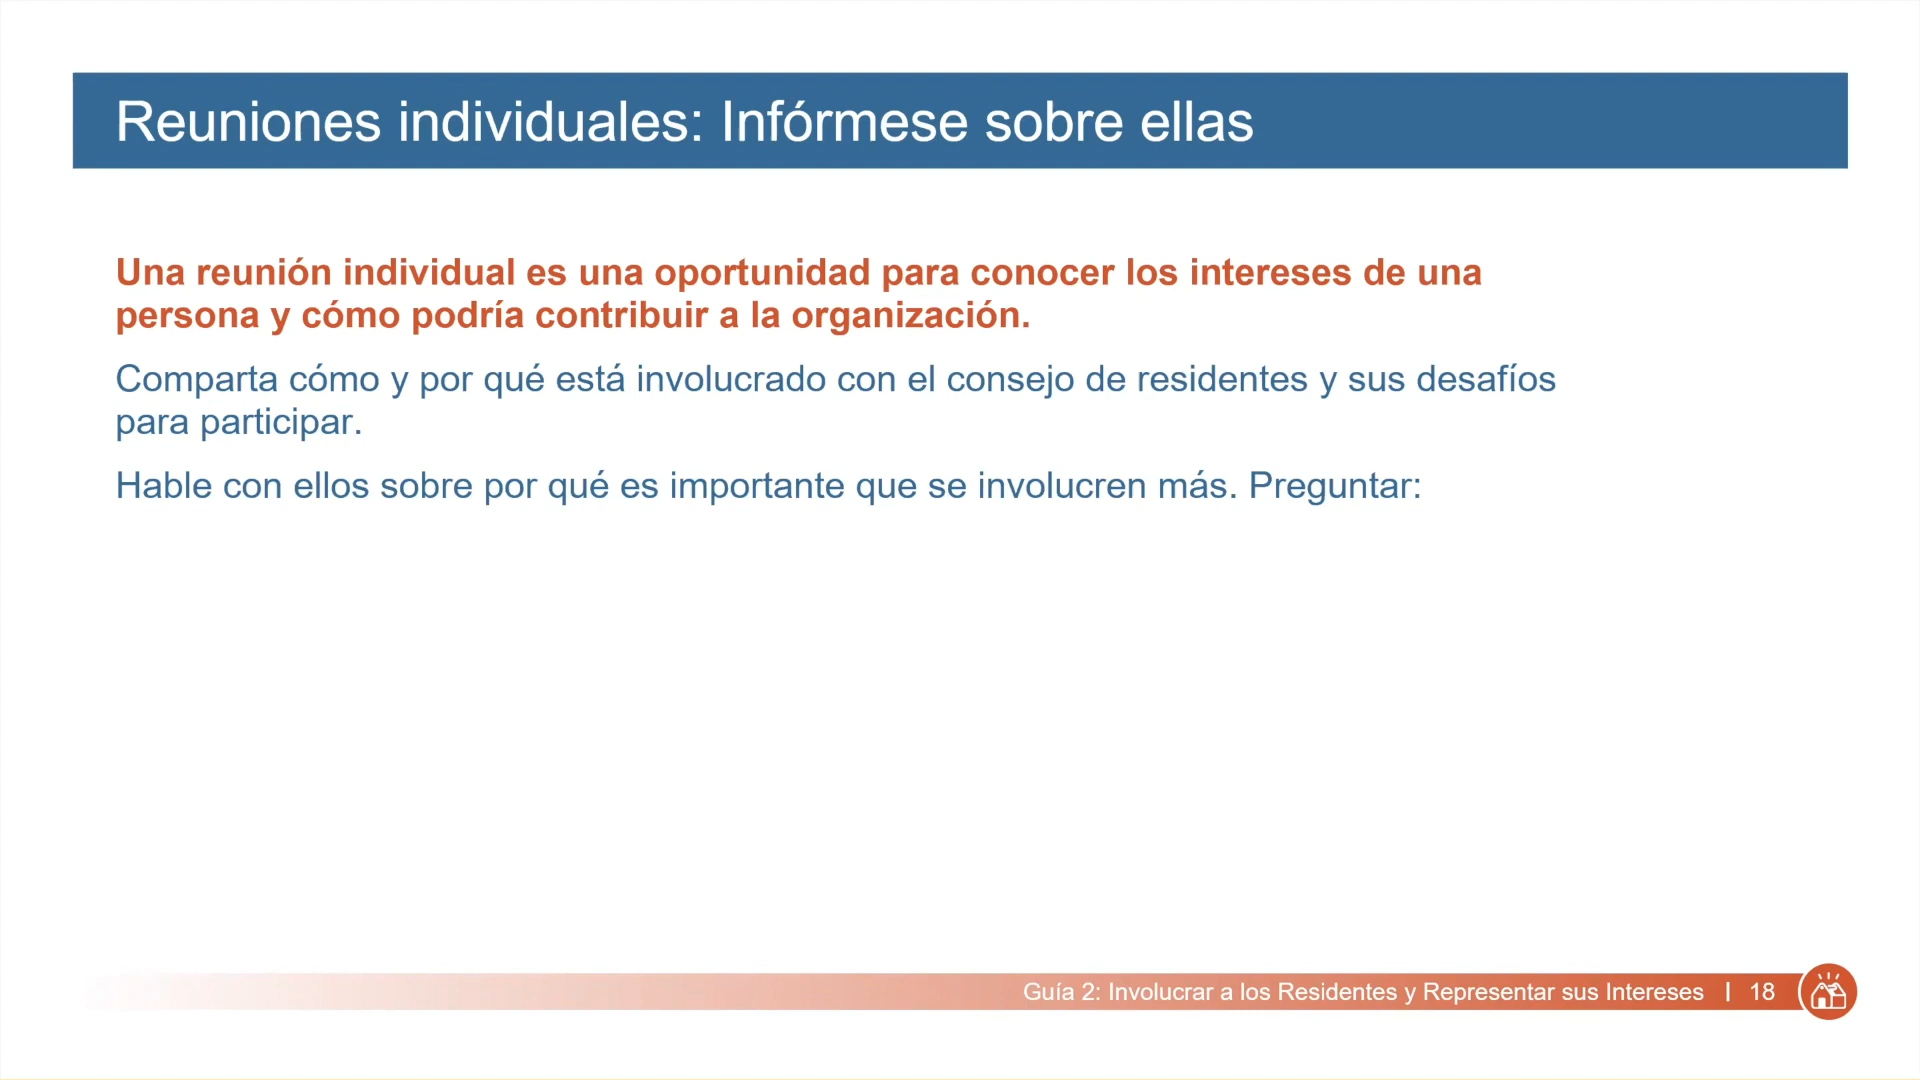 Reuniones individuales: Infórmese sobre ellas
Una reunión individual es una oportunidad para conocer los intereses de una
persona y cómo podría contribuir a la organización.
Comparta cómo y por qué está involucrado con el consejo de residentes y sus desafíos
para participar.
Hable con ellos sobre por qué es importante que se involucren más. Preguntar:
Guía 2: Involucrar a los Residentes y Representar sus Intereses | 18